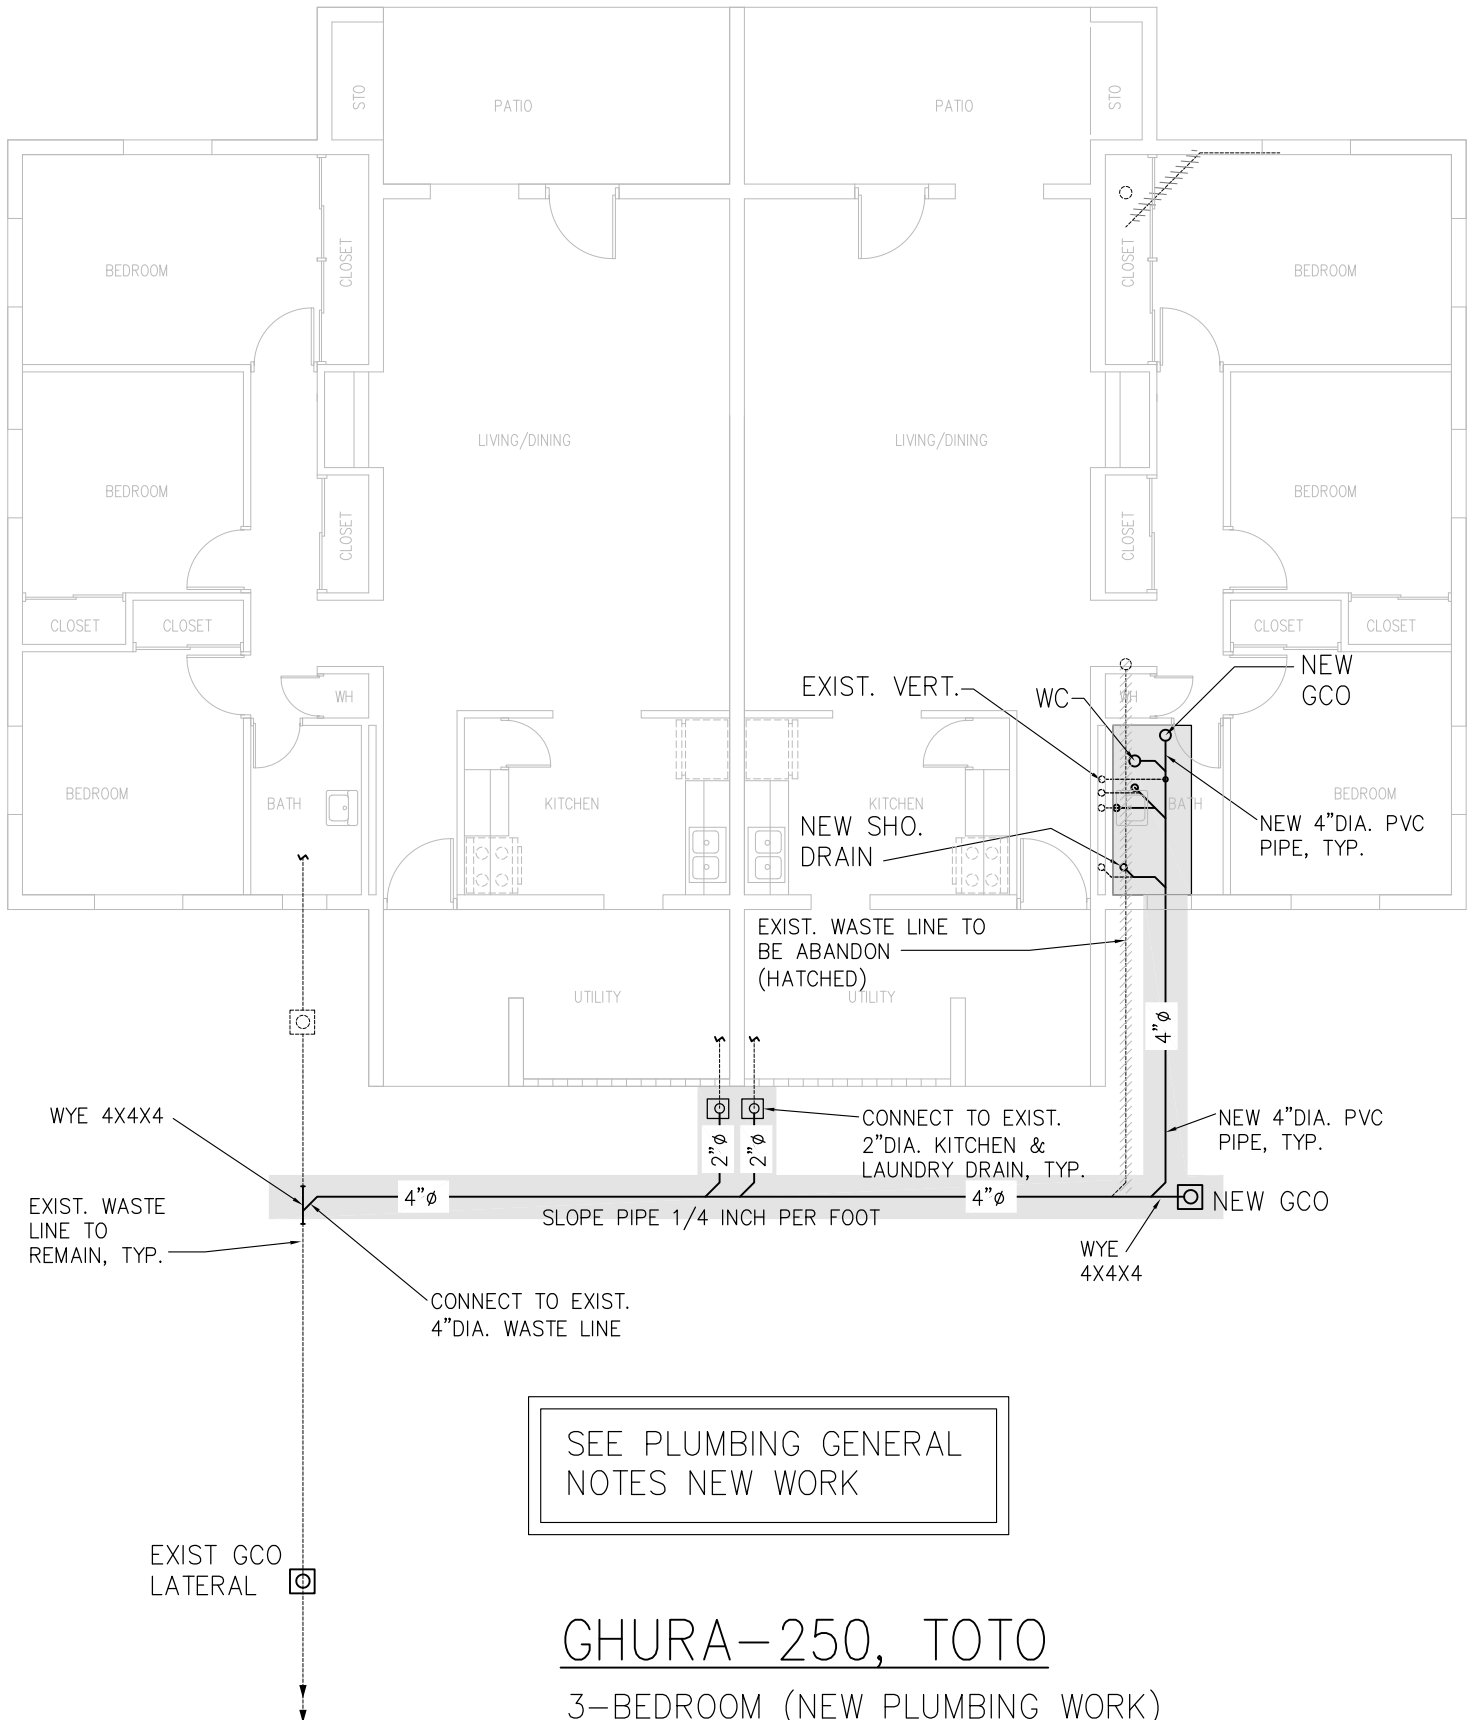 STO
PATIO
PATIO
STO
BEDROOM
CLOSET
CLOSET
BEDROOM
LIVING/DINING
LIVING/DINING
BEDROOM
CLOSET
CLOSET
BEDROOM
CLOSET
CLOSET
CLOSET
CLOSET
WH
EXIST. VERT.
WC
WH
NEW
GCO
BEDROOM
BATH
KITCHEN
KITCHEN
BATH
BEDROOM
NEW SHO.
DRAIN
NEW 4"DIA. PVC
PIPE, TYP.
EXIST. WASTE LINE TO
BE ABANDON
(HATCHED)
UTILITY
UTILITY
4"ø
WYE 4X4X4
2"ø
2"ø
CONNECT TO EXIST.
2"DIA. KITCHEN &
LAUNDRY DRAIN, TYP.
NEW 4"DIA. PVC
PIPE, TYP.
EXIST. WASTE
LINE TO
REMAIN, TYP.
4"ø
4"ø
NEW GCO
SLOPE PIPE 1/4 INCH PER FOOT
WYE
4X4X4
CONNECT TO EXIST.
4"DIA. WASTE LINE
SEE PLUMBING GENERAL
NOTES NEW WORK
EXIST GCO
LATERAL
GHURA-250, TOTO
3-BEDROOM (NEW PLUMBING WORK)